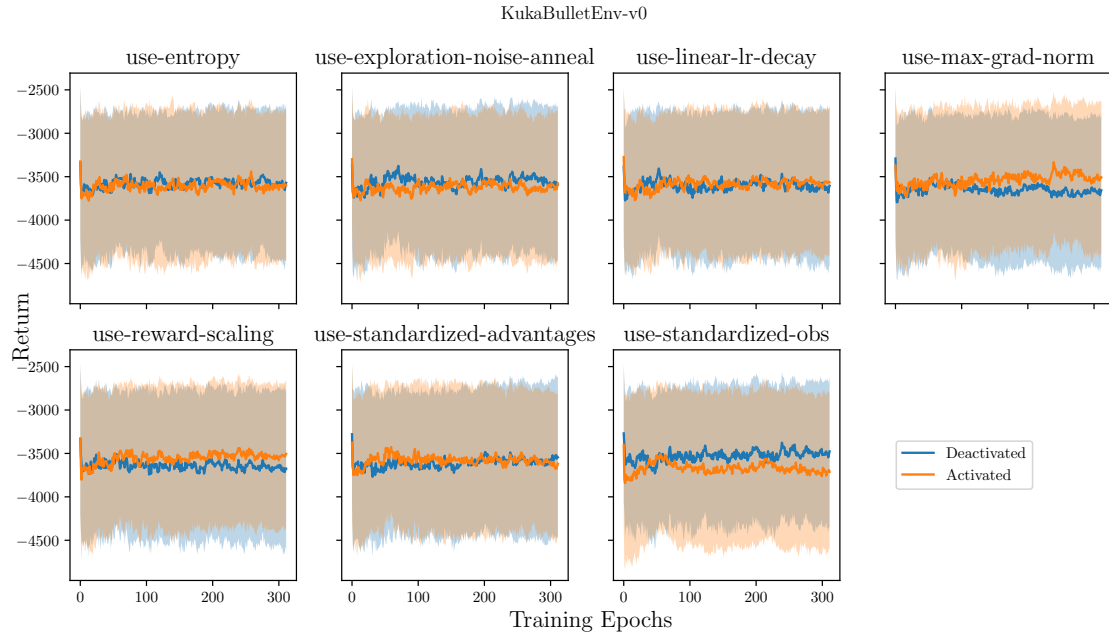 KukaBulletEnv-v0
use-entropy
use-exploration-noise-anneal
use-linear-lr-decay
use-max-grad-norm
−2500
−3000
−3500
−4000
−4500
use-reward-scaling
use-standardized-advantages
use-standardized-obs
Return
−2500
−3000
−3500
−4000
−4500
Deactivated
Activated
0 100 200 300
0 100 200 300
0 100 200 300
Training Epochs